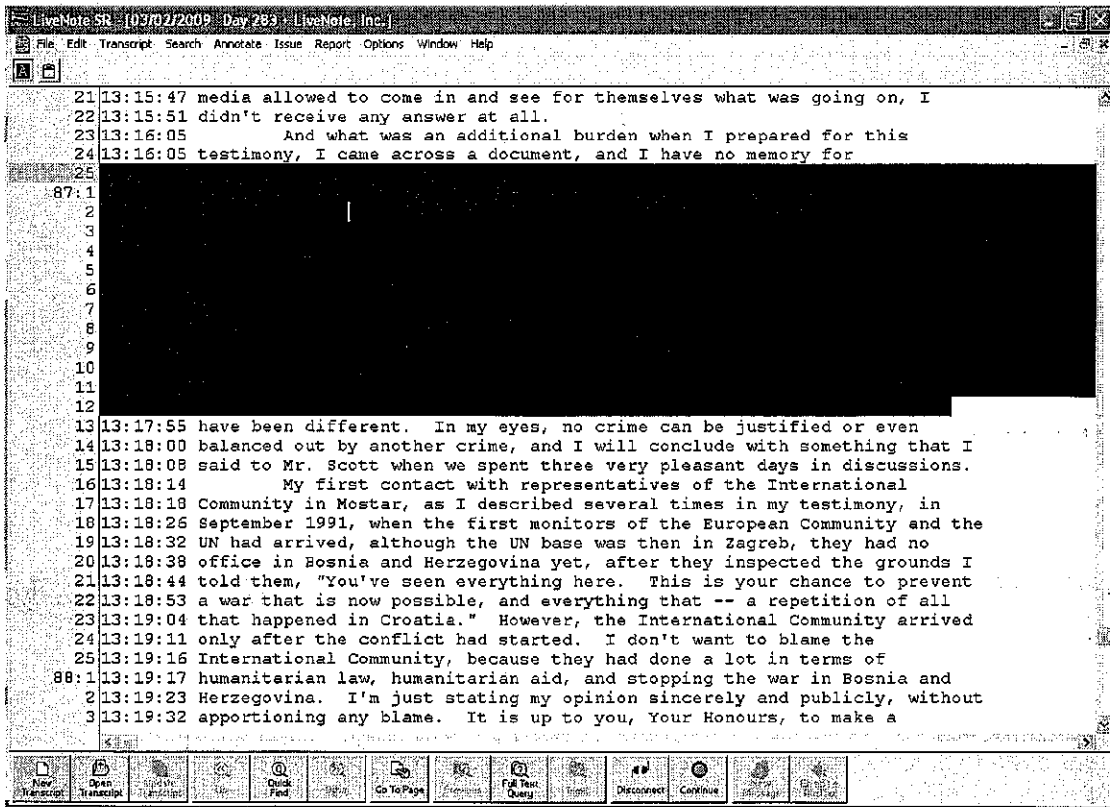 LiveNote SR - [03/02/2009 Day 283 - LiveNote, Inc.]
File Edit Transcript Search Annotate Issue Report Options Window Help
21 13:15:47 media allowed to come in and see for themselves what was going on, I
22 13:15:51 didn't receive any answer at all.
23 13:16:05 And what was an additional burden when I prepared for this
24 13:16:05 testimony, I came across a document, and I have no memory for
25
87:1
2
3
4
5
6
7
8
9
10
11
12
13 13:17:55 have been different. In my eyes, no crime can be justified or even
14 13:18:00 balanced out by another crime, and I will conclude with something that I
15 13:18:08 said to Mr. Scott when we spent three very pleasant days in discussions.
16 13:18:14 My first contact with representatives of the International
17 13:18:18 Community in Mostar, as I described several times in my testimony, in
18 13:18:26 September 1991, when the first monitors of the European Community and the
19 13:18:32 UN had arrived, although the UN base was then in Zagreb, they had no
20 13:18:38 office in Bosnia and Herzegovina yet, after they inspected the grounds I
21 13:18:44 told them, "You've seen everything here. This is your chance to prevent
22 13:18:53 a war that is now possible, and everything that -- a repetition of all
23 13:19:04 that happened in Croatia." However, the International Community arrived
24 13:19:11 only after the conflict had started. I don't want to blame the
25 13:19:16 International Community, because they had done a lot in terms of
88:1 13:19:17 humanitarian law, humanitarian aid, and stopping the war in Bosnia and
2 13:19:23 Herzegovina. I'm just stating my opinion sincerely and publicly, without
3 13:19:32 apportioning any blame. It is up to you, Your Honours, to make a
New Transcript Open Transcript Quick Find Go To Page Full Text Query Disconnect Continue